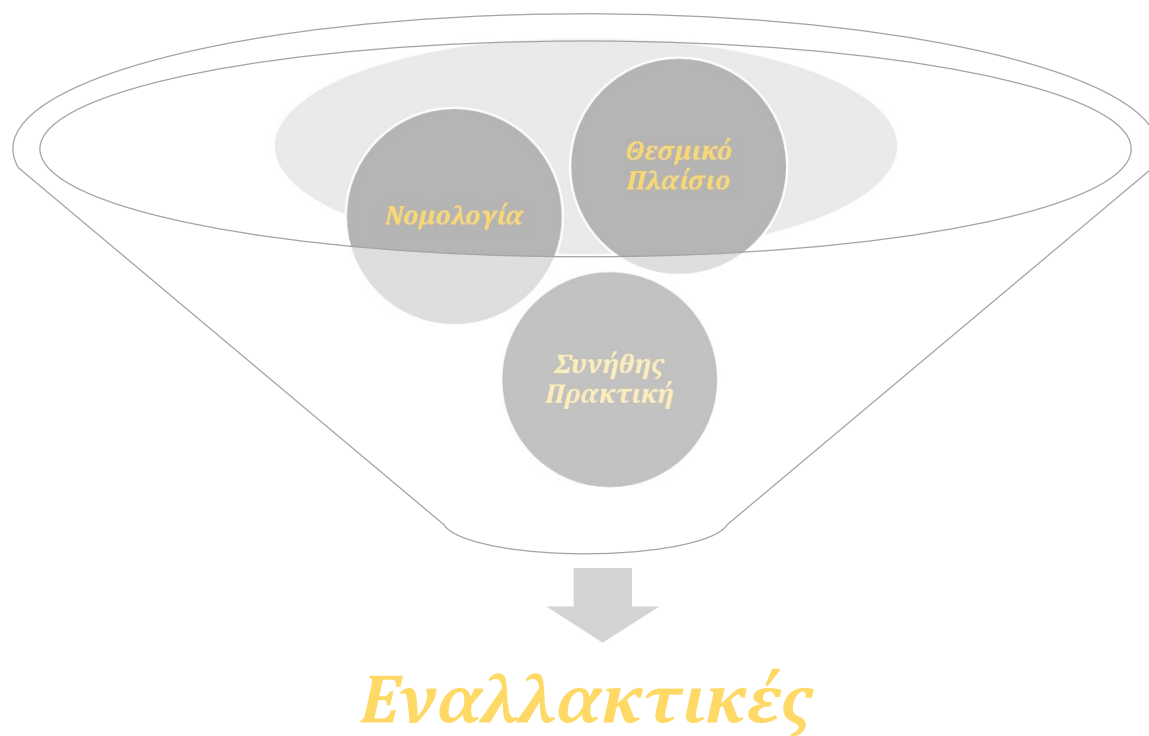 Θεσμικό
Πλαίσιο
Νομολογία
Συνήθης
Πρακτική
Εναλλακτικές